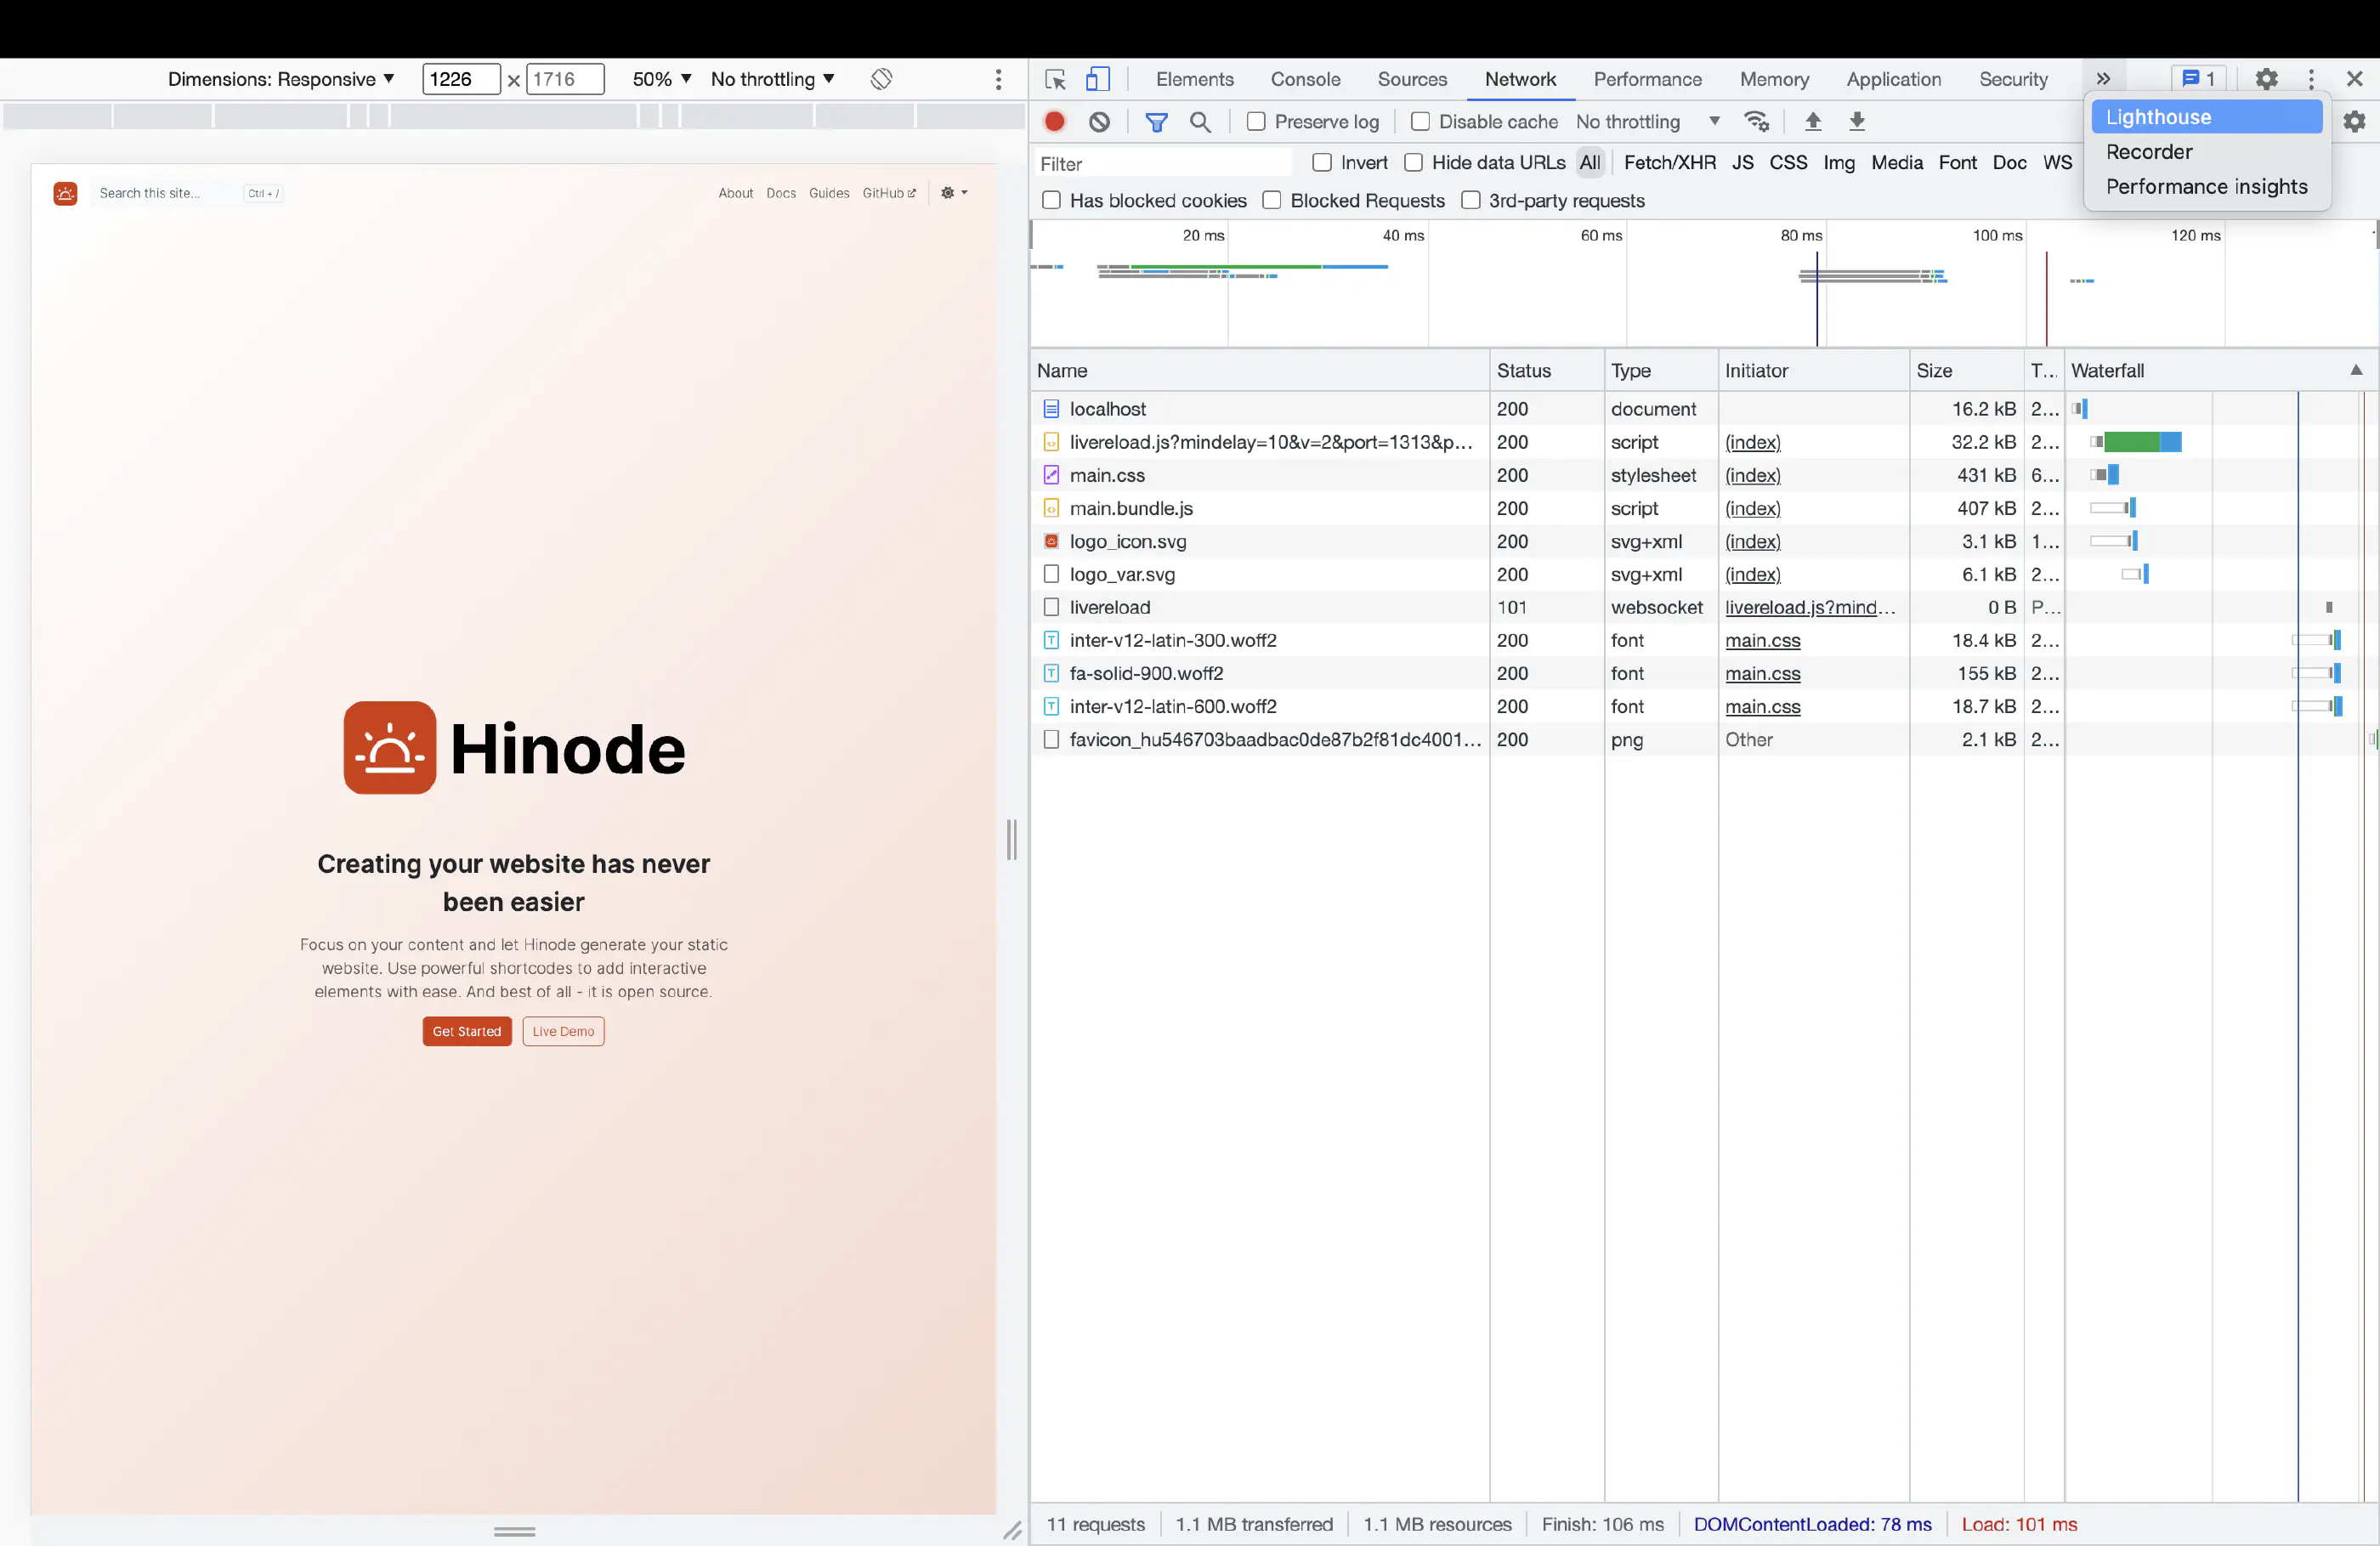 Dimensions: Responsive ▼ 1226 × 1716 50% ▼ No throttling ▼
Search this site... Ctrl + / About Docs Guides GitHub
Hinode
Creating your website has never
been easier
Focus on your content and let Hinode generate your static
website. Use powerful shortcodes to add interactive
elements with ease. And best of all - it is open source.
Get Started Live Demo
Elements Console Sources Network Performance Memory Application Security » 1
Lighthouse
Recorder
Performance insights
Preserve log Disable cache No throttling
Filter Invert Hide data URLs All Fetch/XHR JS CSS Img Media Font Doc WS
Has blocked cookies Blocked Requests 3rd-party requests
20 ms 40 ms 60 ms 80 ms 100 ms 120 ms
Name Status Type Initiator Size T... Waterfall
localhost 200 document 16.2 kB 2...
livereload.js?mindelay=10&v=2&port=1313&p... 200 script (index) 32.2 kB 2...
main.css 200 stylesheet (index) 431 kB 6...
main.bundle.js 200 script (index) 407 kB 2...
logo_icon.svg 200 svg+xml (index) 3.1 kB 1...
logo_var.svg 200 svg+xml (index) 6.1 kB 2...
livereload 101 websocket livereload.js?mind... 0 B P...
inter-v12-latin-300.woff2 200 font main.css 18.4 kB 2...
fa-solid-900.woff2 200 font main.css 155 kB 2...
inter-v12-latin-600.woff2 200 font main.css 18.7 kB 2...
favicon_hu546703baadbac0de87b2f81dc4001... 200 png Other 2.1 kB 2...
11 requests 1.1 MB transferred 1.1 MB resources Finish: 106 ms DOMContentLoaded: 78 ms Load: 101 ms